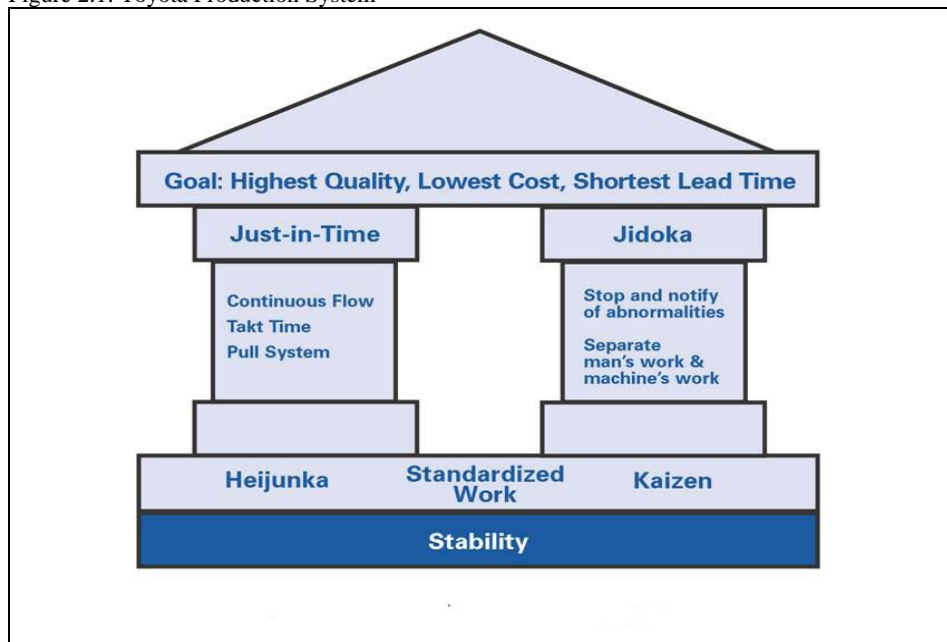 Figure 2.1: Toyota Production System
Goal: Highest Quality, Lowest Cost, Shortest Lead Time
Just-in-Time
Continuous Flow
Takt Time
Pull System
Jidoka
Stop and notify
of abnormalities
Separate
man's work &
machine's work
Heijunka
Standardized
Work
Kaizen
Stability